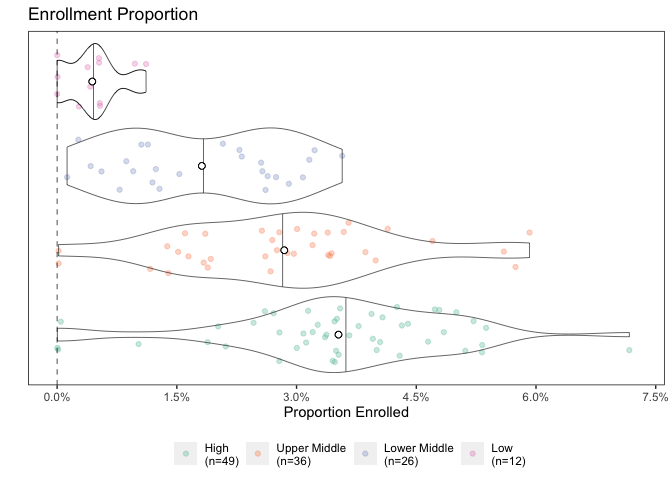 Enrollment Proportion
0.0%
1.5%
3.0%
4.5%
6.0%
7.5%
Proportion Enrolled
High
(n=49)
Upper Middle
(n=36)
Lower Middle
(n=26)
Low
(n=12)